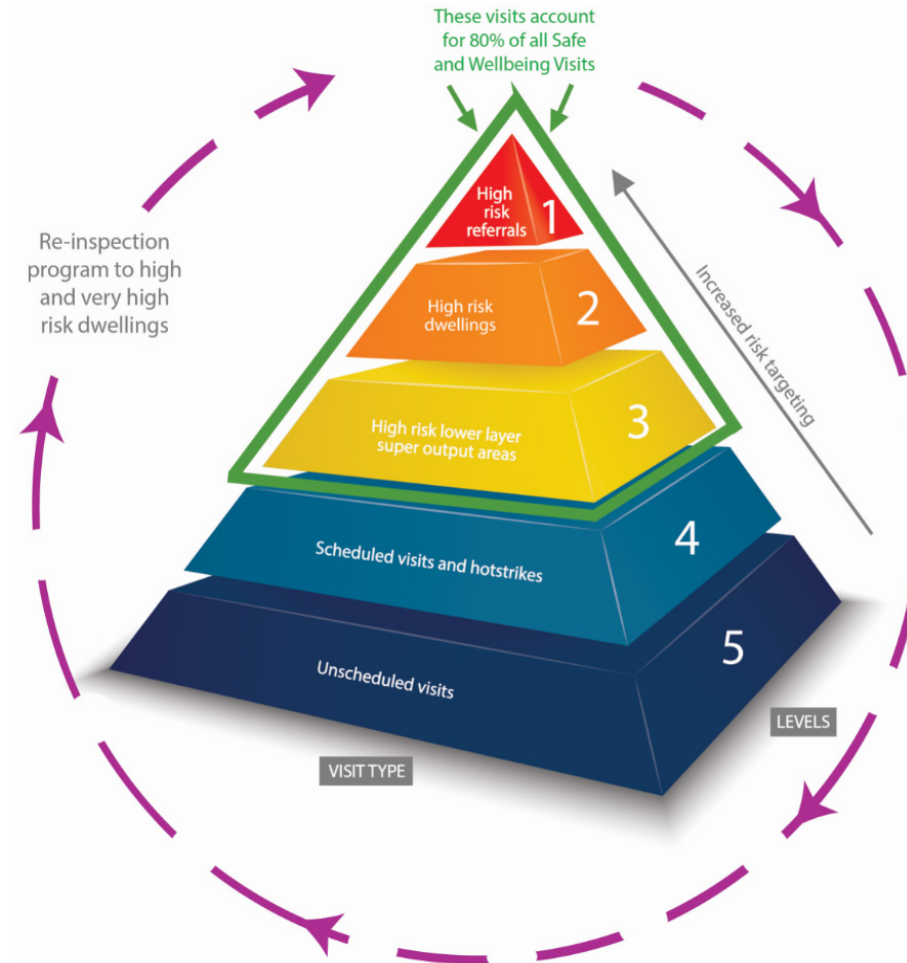 These visits account
for 80% of all Safe
and Wellbeing Visits
Re-inspection
program to high
and very high
risk dwellings
High
risk
referrals
1
High risk
dwellings
2
High risk lower layer
super output areas
3
Scheduled visits and hotstrikes
4
Unscheduled visits
5
Increased risk targeting
LEVELS
VISIT TYPE